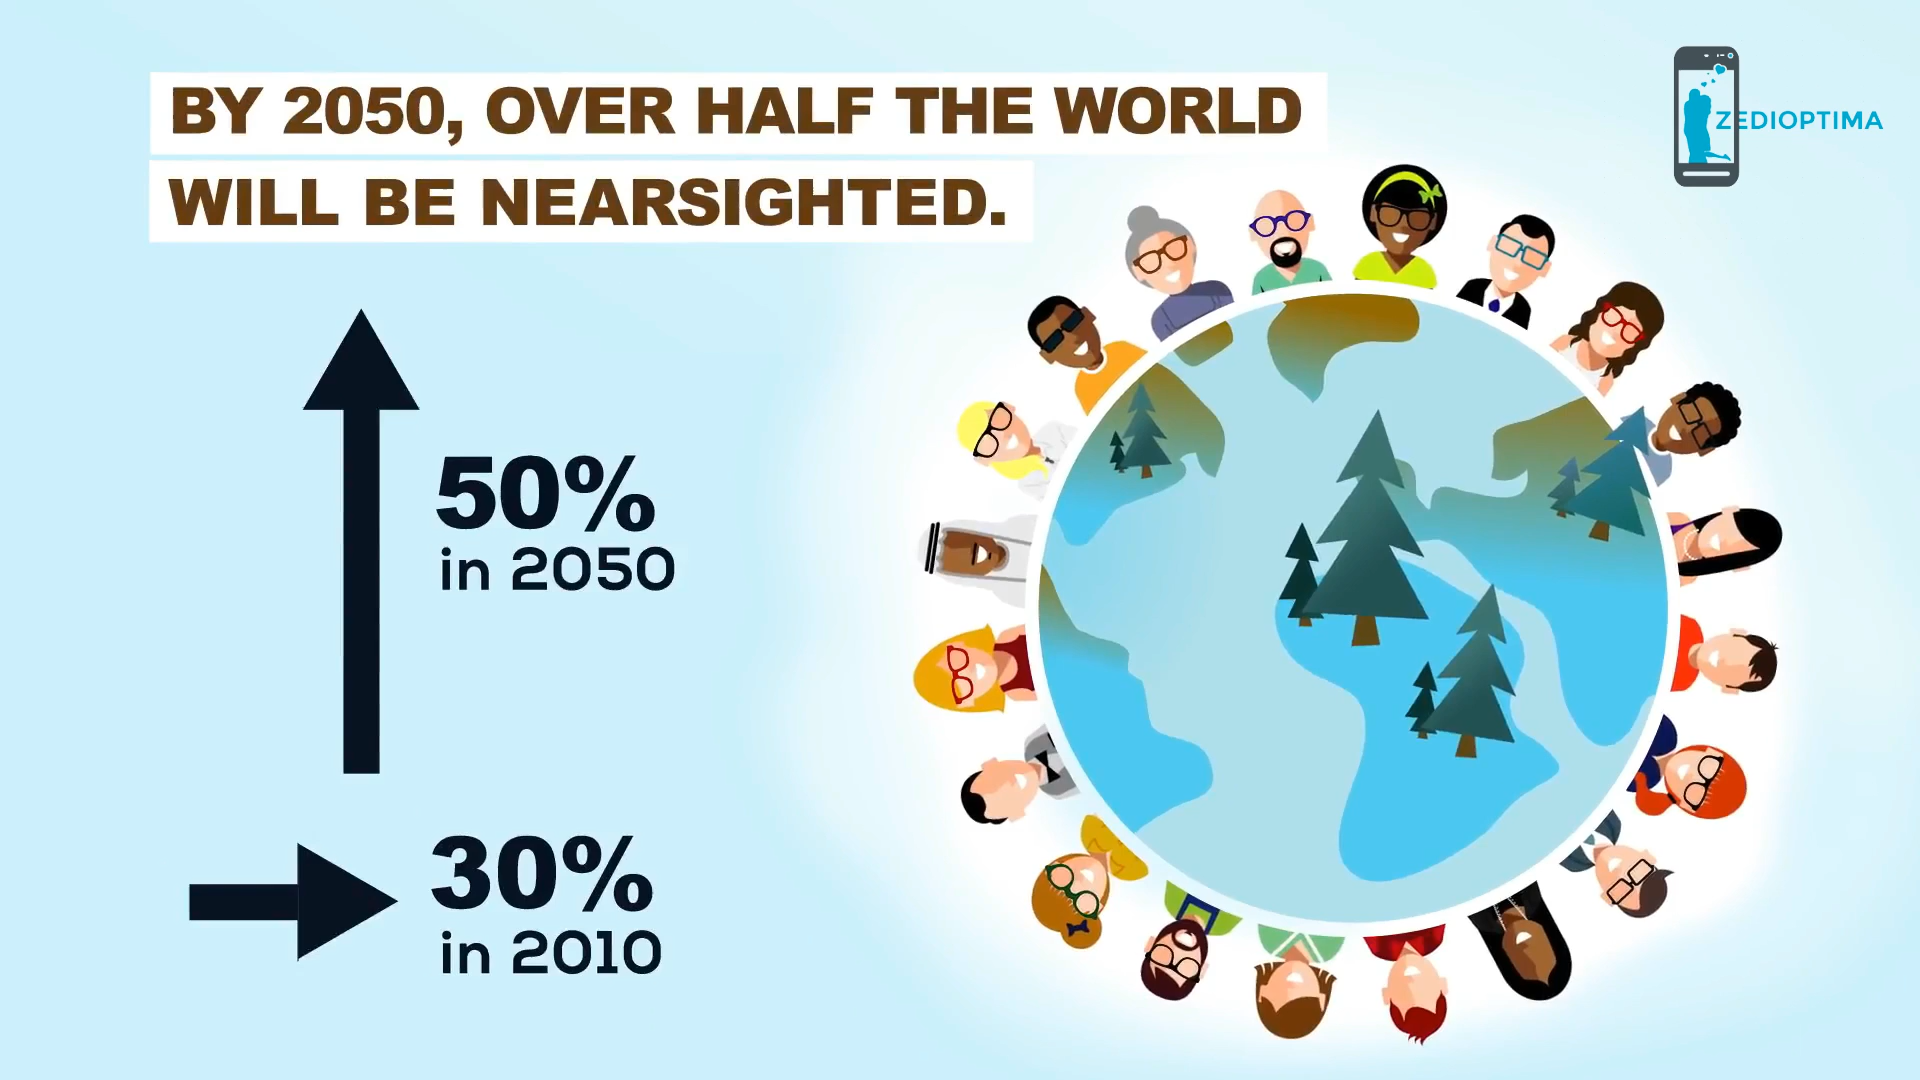 BY 2050, OVER HALF THE WORLD
WILL BE NEARSIGHTED.
ZEDIOPTIMA
50%
in 2050
30%
in 2010